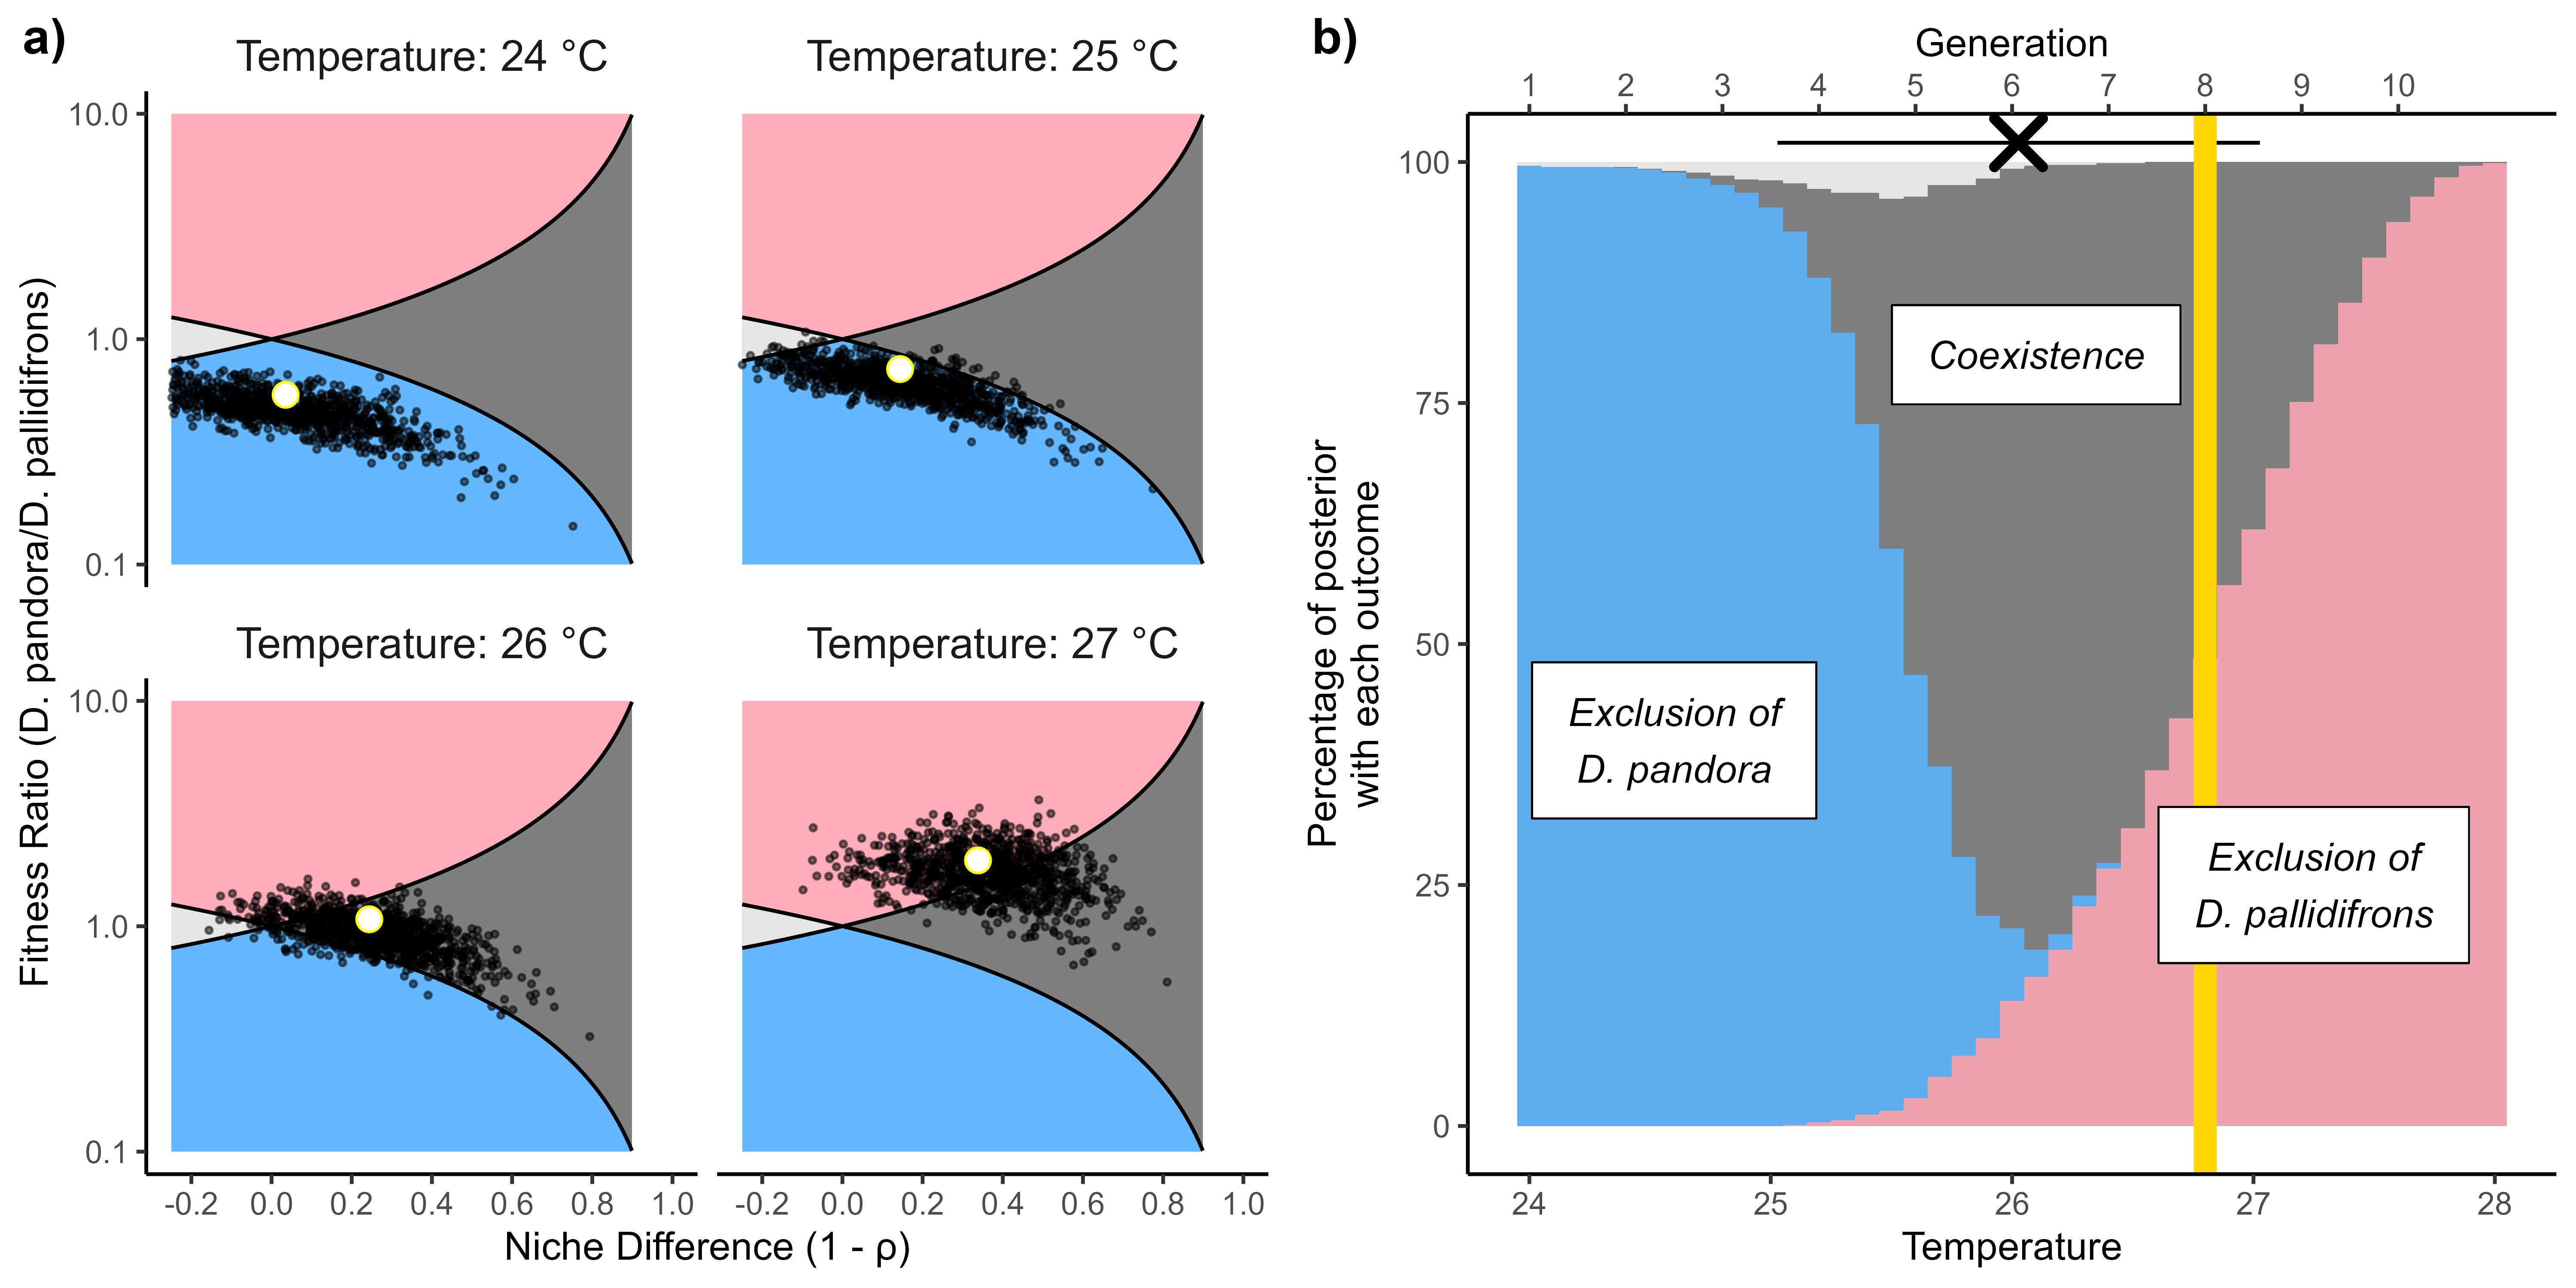 a)
Temperature: 24 °C
Temperature: 25 °C
10.0
1.0
0.1
Temperature: 26 °C
Temperature: 27 °C
10.0
1.0
0.1
-0.2 0.0 0.2 0.4 0.6 0.8 1.0
-0.2 0.0 0.2 0.4 0.6 0.8 1.0
Niche Difference (1 - ρ)
Fitness Ratio (D. pandora/D. pallidifrons)
b)
Generation
1 2 3 4 5 6 7 8 9 10
100
75
50
25
0
Percentage of posterior
with each outcome
Coexistence
Exclusion of
D. pandora
Exclusion of
D. pallidifrons
24 25 26 27 28
Temperature